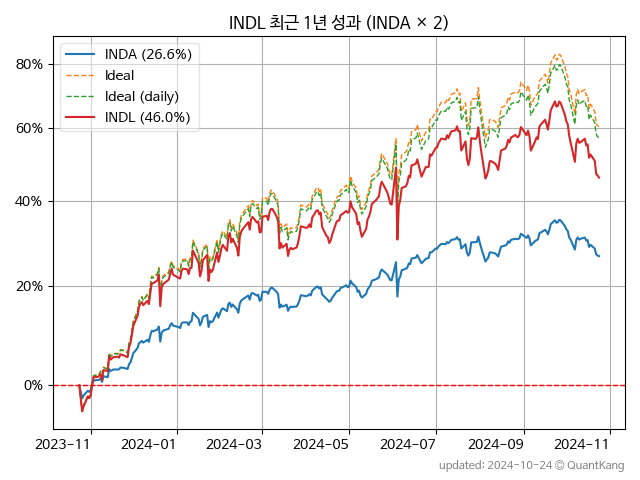 INDL 최근 1년 성과 (INDA × 2)
INDA (26.6%)
Ideal
Ideal (daily)
INDL (46.0%)
80%
60%
40%
20%
0%
2023-11 2024-01 2024-03 2024-05 2024-07 2024-09 2024-11
updated: 2024-10-24 © QuantKang